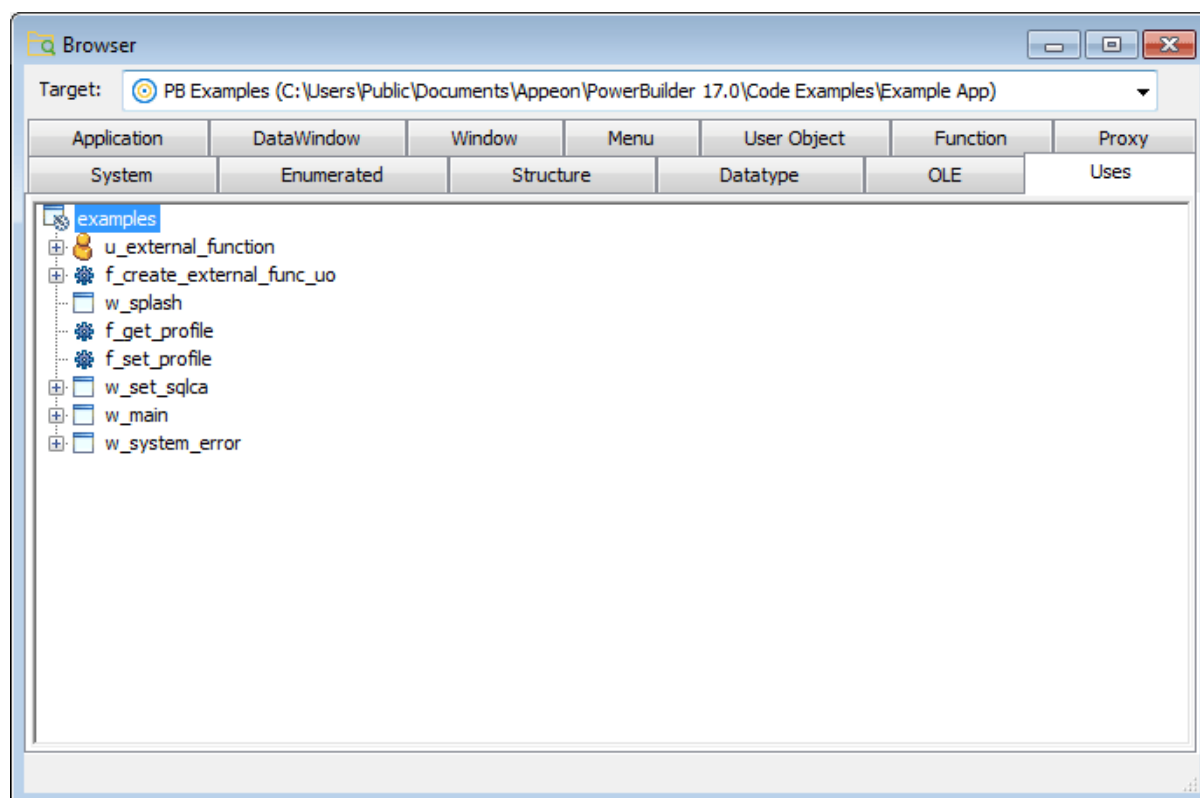 Browser
Target: PB Examples (C:\Users\Public\Documents\Appeon\PowerBuilder 17.0\Code Examples\Example App)
Application DataWindow Window Menu User Object Function Proxy
System Enumerated Structure Datatype OLE Uses
examples
u_external_function
f_create_external_func_uo
w_splash
f_get_profile
f_set_profile
w_set_sqlca
w_main
w_system_error